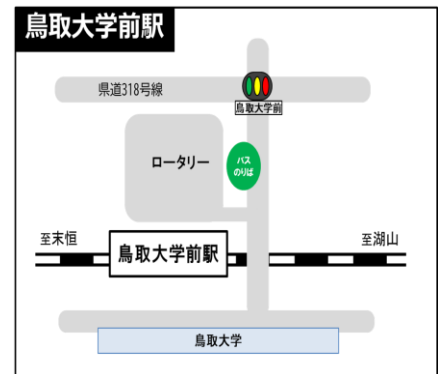 鳥取大学前駅
県道318号線
鳥取大学前
ロータリー
バス
のりば
至末恒
至湖山
鳥取大学前駅
鳥取大学